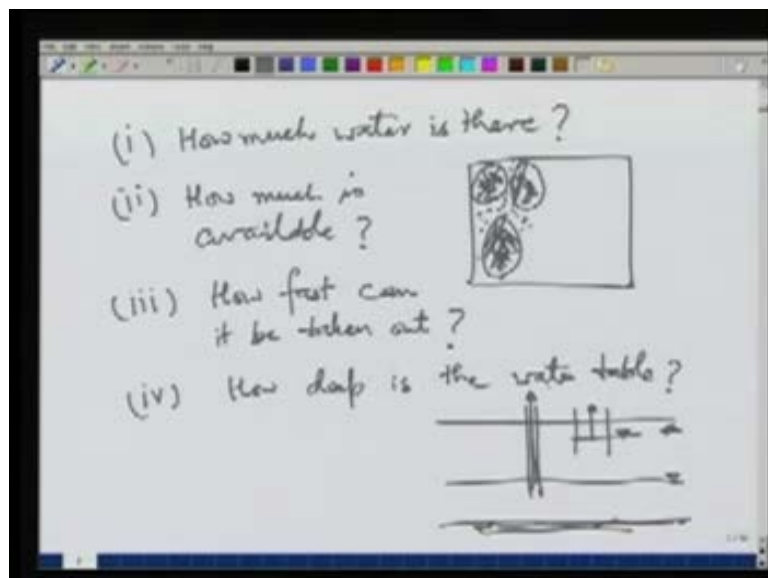 (i) How much water is there?
(ii) How much is
available?
(iii) How fast can
it be taken out?
(iv) How deep is the water table?